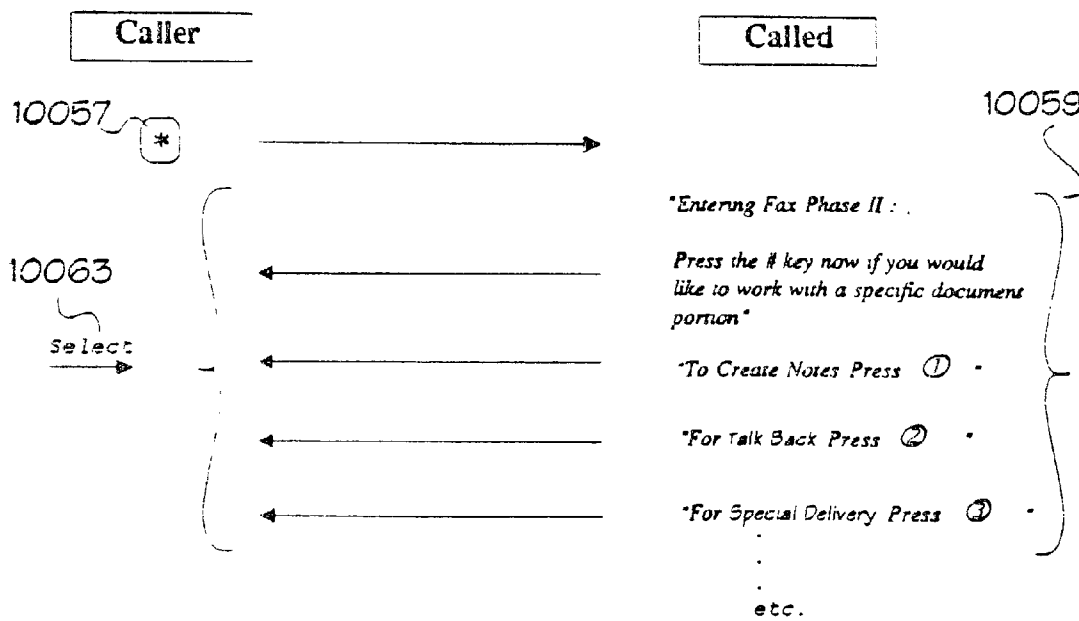 Caller
Called
10057
*
10059
"Entering Fax Phase II : .
10063
Select
Press the # key now if you would
like to work with a specific document
portion"
"To Create Notes Press ① "
"For Talk Back Press ② "
"For Special Delivery Press ③ "
.
.
.
etc.